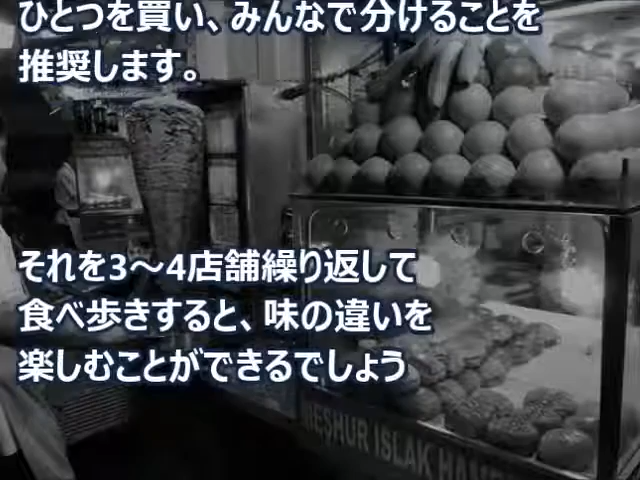 ひとつを買い、みんなで分けることを
推奨します。
それを3～4店舗繰り返して
食べ歩きすると、味の違いを
楽しむことができるでしょう
MESHUR ISLAK HAM